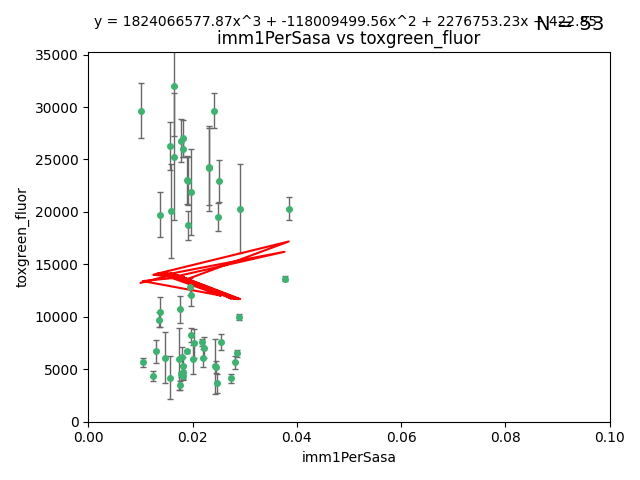 y = 1824066577.87x^3 + -118009499.56x^2 + 2276753.23x + 422.85
N = 53
imm1PerSasa vs toxgreen_fluor
toxgreen_fluor
35000
30000
25000
20000
15000
10000
5000
0
0.00 0.02 0.04 0.06 0.08 0.10
imm1PerSasa